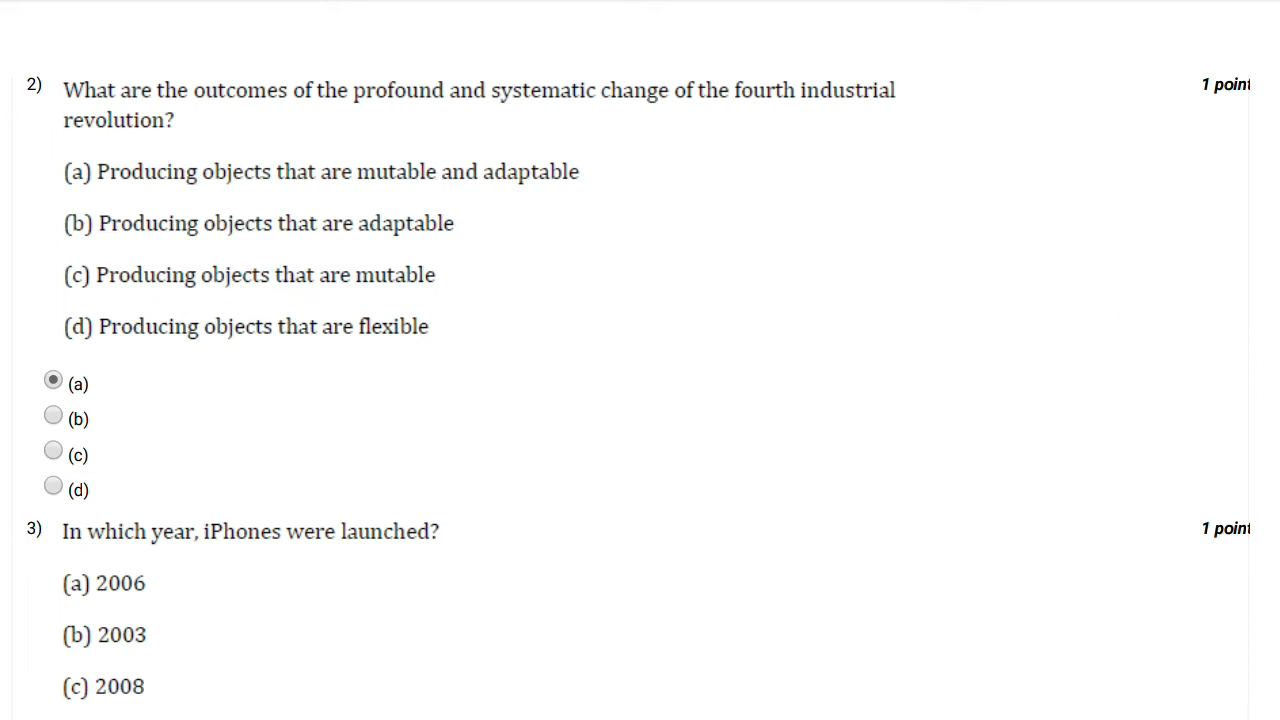 2) What are the outcomes of the profound and systematic change of the fourth industrial 1 point
revolution?
(a) Producing objects that are mutable and adaptable
(b) Producing objects that are adaptable
(c) Producing objects that are mutable
(d) Producing objects that are flexible
(a)
(b)
(c)
(d)
3) In which year, iPhones were launched? 1 point
(a) 2006
(b) 2003
(c) 2008